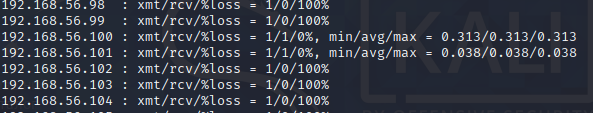 192.168.56.98  : xmt/rcv/%loss = 1/0/100%
192.168.56.99  : xmt/rcv/%loss = 1/0/100%
192.168.56.100 : xmt/rcv/%loss = 1/1/0%, min/avg/max = 0.313/0.313/0.313
192.168.56.101 : xmt/rcv/%loss = 1/1/0%, min/avg/max = 0.038/0.038/0.038
192.168.56.102 : xmt/rcv/%loss = 1/0/100%
192.168.56.103 : xmt/rcv/%loss = 1/0/100%
192.168.56.104 : xmt/rcv/%loss = 1/0/100%
KALI